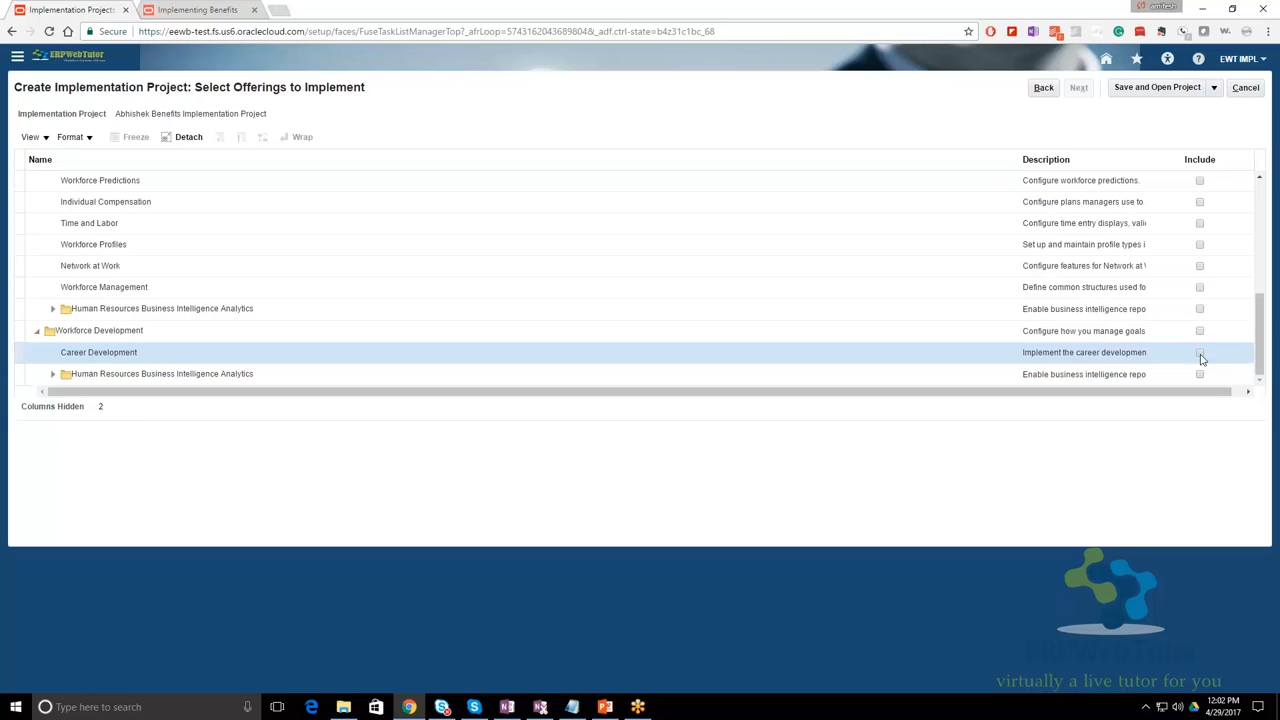 Implementation Project:
Implementing Benefits
amitesh
Secure
https://eewb-test.fs.us6.oraclecloud.com/setup/faces/FuseTaskListManagerTop?_afrLoop=5743162043689804&_adf.ctrl-state=b4z31c1bc_68
ERPWebTutor
EWT IMPL
Create Implementation Project: Select Offerings to Implement
Back
Next
Save and Open Project
Cancel
Implementation Project
Abhishek Benefits Implementation Project
View
Format
Freeze
Detach
Wrap
Name
Description
Include
Workforce Predictions
Configure workforce predictions.
Individual Compensation
Configure plans managers use to
Time and Labor
Configure time entry displays, valid
Workforce Profiles
Set up and maintain profile types i
Network at Work
Configure features for Network at W
Workforce Management
Define common structures used fo
Human Resources Business Intelligence Analytics
Enable business intelligence repo
Workforce Development
Configure how you manage goals
Career Development
Implement the career developmen
Human Resources Business Intelligence Analytics
Enable business intelligence repo
Columns Hidden 2
ERPWebTutor
virtually a live tutor for you
Type here to search
12:02 PM
4/29/2017